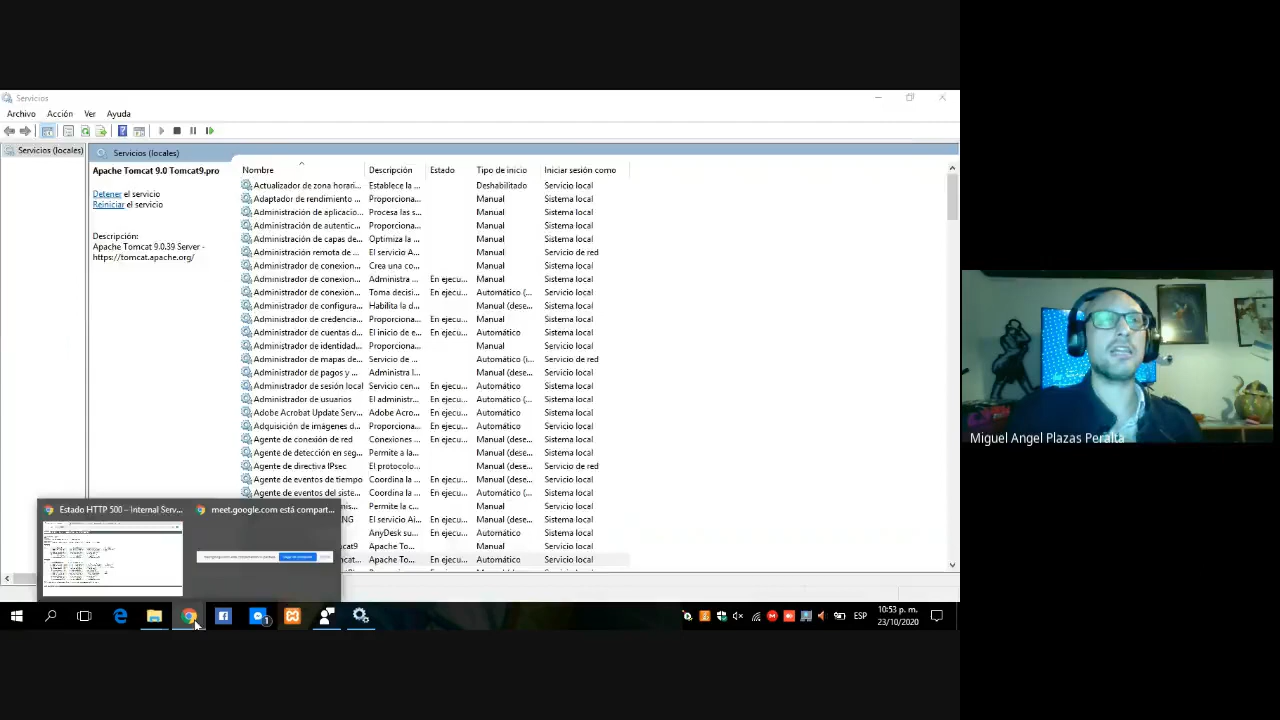 Servicios
Archivo Acción Ver Ayuda
Servicios (locales)
Servicios (locales)
Apache Tomcat 9.0 Tomcat9.pro
Detener el servicio
Reiniciar el servicio
Descripción:
Apache Tomcat 9.0.39 Server -
https://tomcat.apache.org/
Nombre Descripción Estado Tipo de inicio Iniciar sesión como
Actualizador de zona horari... Establece la ... Deshabilitado Servicio local
Adaptador de rendimiento ... Proporciona... Manual Sistema local
Administración de aplicacio... Procesa las s... Manual Sistema local
Administración de autentic... Proporciona... Manual Sistema local
Administración de capas de... Optimiza la ... Manual Sistema local
Administración remota de ... El servicio A... Manual Servicio de red
Administrador de conexion... Crea una co... Manual Sistema local
Administrador de conexion... Administra ... En ejecu... Manual Sistema local
Administrador de conexion... Toma decisi... En ejecu... Automático (... Servicio local
Administrador de configura... Habilita la d... Manual (dese... Sistema local
Administrador de credencia... Proporciona... En ejecu... Manual Sistema local
Administrador de cuentas d... El inicio de e... En ejecu... Automático Sistema local
Administrador de identidad... Proporciona... Manual Servicio local
Administrador de mapas de... Servicio de ... Automático (i... Servicio de red
Administrador de pagos y ... Administra l... Manual (dese... Servicio local
Administrador de sesión local Servicio cen... En ejecu... Automático Sistema local
Administrador de usuarios El administr... En ejecu... Automático (... Sistema local
Adobe Acrobat Update Serv... Adobe Acro... En ejecu... Automático Sistema local
Adquisición de imágenes d... Proporciona... En ejecu... Automático Servicio local
Agente de conexión de red Conexiones ... En ejecu... Manual (dese... Sistema local
Agente de detección en seg... Permite a la... Manual (dese... Servicio local
Agente de directiva IPsec El protocolo... Manual (dese... Servicio de red
Agente de eventos de tiempo Coordina la ... En ejecu... Manual (dese... Servicio local
Agente de eventos del siste... Coordina la ... En ejecu... Automático Sistema local
Permite la c... Manual Sistema local
NG El servicio Ai... En ejecu... Manual (dese... Sistema local
AnyDesk su... En ejecu... Automático Sistema local
cat9 Apache To... Manual Servicio local
cat... Apache To... En ejecu... Automático Servicio local
Estado HTTP 500 – Internal Serv...
meet.google.com está compart...
1
ESP
10:53 p. m.
23/10/2020
Miguel Angel Plazas Peralta